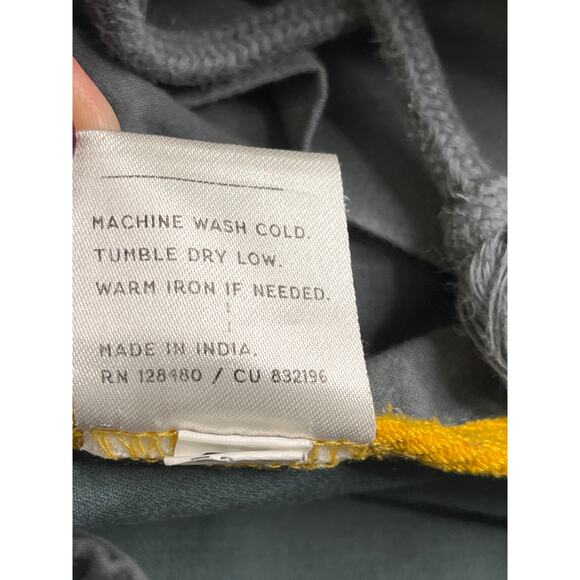 MACHINE WASH COLD.
TUMBLE DRY LOW.
WARM IRON IF NEEDED.
MADE IN INDIA.
RN 128480 / CU 832196